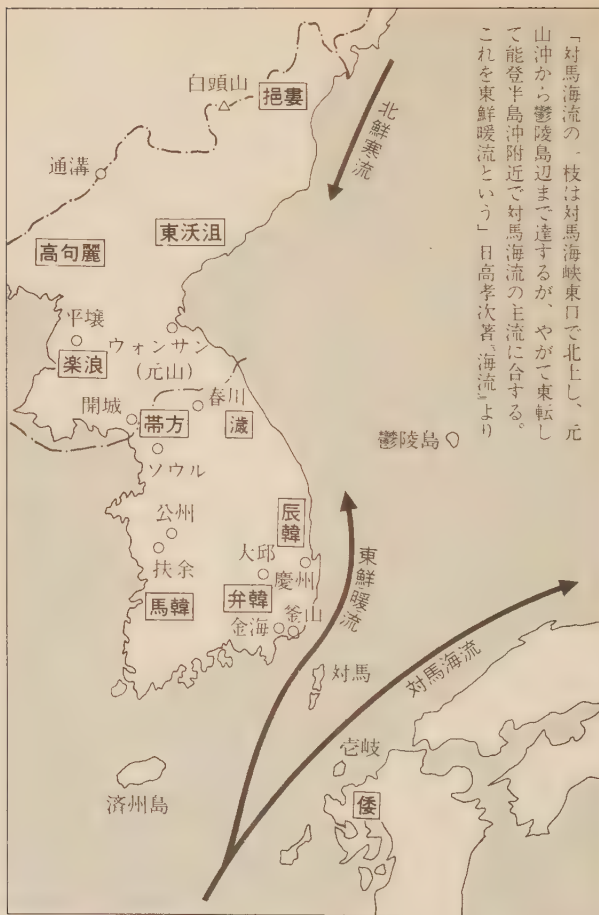 「対馬海流の一枝は対馬海峡東口で北上し、元
山沖から鬱陵島辺まで達するが、やがて東転し
て能登半島沖附近で対馬海流の主流に合する。
これを東鮮暖流という」日高孝次著『海流』より
白頭山
挹婁
北鮮寒流
通溝
東沃沮
高句麗
平壌
ウォンサン
(元山)
楽浪
開城
春川
帯方
濊
鬱陵島
ソウル
公州
辰韓
大邱
東鮮暖流
扶余
慶州
馬韓
弁韓
釜山
金海
対馬
対馬海流
壱岐
済州島
倭